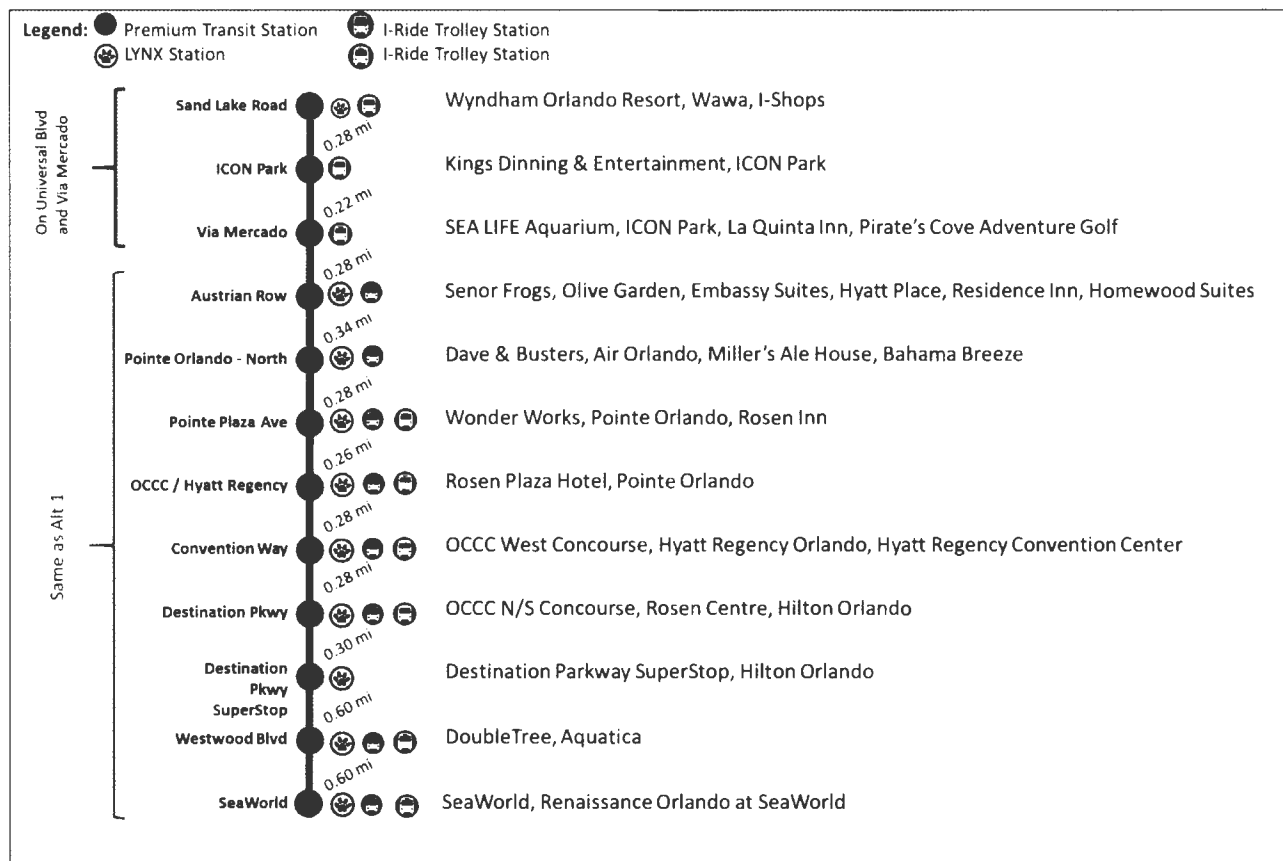 Legend: Premium Transit Station I-Ride Trolley Station
LYNX Station I-Ride Trolley Station
On Universal Blvd
and Via Mercado
Sand Lake Road Wyndham Orlando Resort, Wawa, I-Shops
0.28 mi
ICON Park Kings Dinning & Entertainment, ICON Park
0.22 mi
Via Mercado SEA LIFE Aquarium, ICON Park, La Quinta Inn, Pirate's Cove Adventure Golf
0.28 mi
Same as Alt 1
Austrian Row Senor Frogs, Olive Garden, Embassy Suites, Hyatt Place, Residence Inn, Homewood Suites
0.34 mi
Pointe Orlando - North Dave & Busters, Air Orlando, Miller's Ale House, Bahama Breeze
0.28 mi
Pointe Plaza Ave Wonder Works, Pointe Orlando, Rosen Inn
0.26 mi
OCCC / Hyatt Regency Rosen Plaza Hotel, Pointe Orlando
0.28 mi
Convention Way OCCC West Concourse, Hyatt Regency Orlando, Hyatt Regency Convention Center
0.28 mi
Destination Pkwy OCCC N/S Concourse, Rosen Centre, Hilton Orlando
0.30 mi
Destination Destination Parkway SuperStop, Hilton Orlando
Pkwy
SuperStop
0.60 mi
Westwood Blvd DoubleTree, Aquatica
0.60 mi
SeaWorld SeaWorld, Renaissance Orlando at SeaWorld